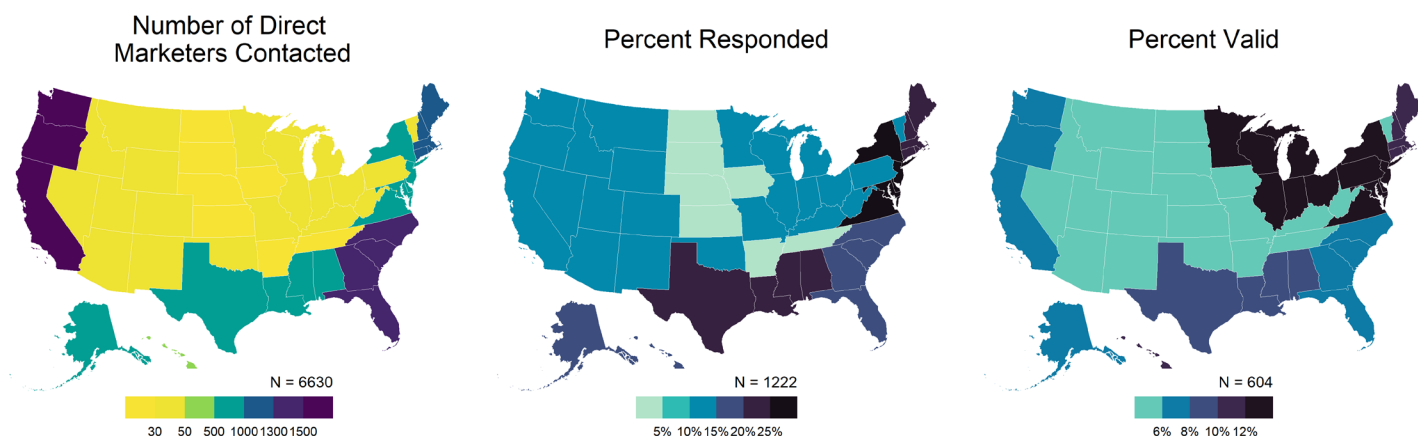 Number of Direct
Marketers Contacted
N = 6630
30 50 500 1000 1300 1500
Percent Responded
N = 1222
5% 10% 15% 20% 25%
Percent Valid
N = 604
6% 8% 10% 12%